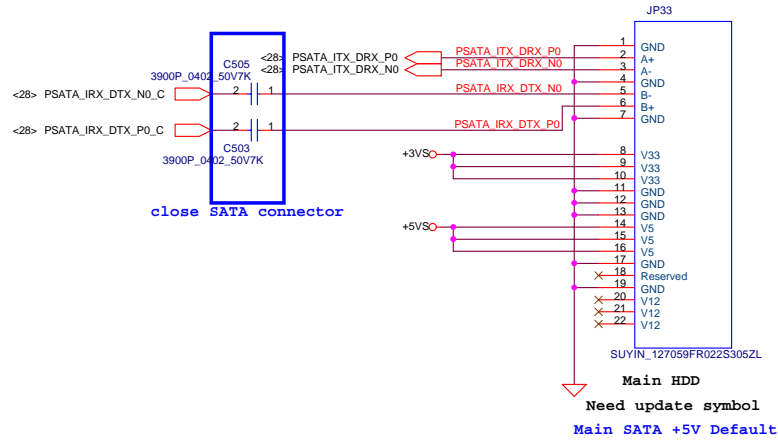 JP33
<28> PSATA_ITX_DRX_P0 PSATA_ITX_DRX_P0
<28> PSATA_ITX_DRX_N0 PSATA_ITX_DRX_N0
C505
3900P_0402_50V7K
<28> PSATA_IRX_DTX_N0_C 2 1 PSATA_IRX_DTX_N0
<28> PSATA_IRX_DTX_P0_C 2 1 PSATA_IRX_DTX_P0
C503
3900P_0402_50V7K
close SATA connector
+3VS
+5VS
1 GND
2 A+
3 A-
4 GND
5 B-
6 B+
7 GND
8 V33
9 V33
10 V33
11 GND
12 GND
13 GND
14 V5
15 V5
16 V5
17 GND
18 Reserved
19 GND
20 V12
21 V12
22 V12
SUYIN_127059FR022S305ZL
Main HDD
Need update symbol
Main SATA +5V Default